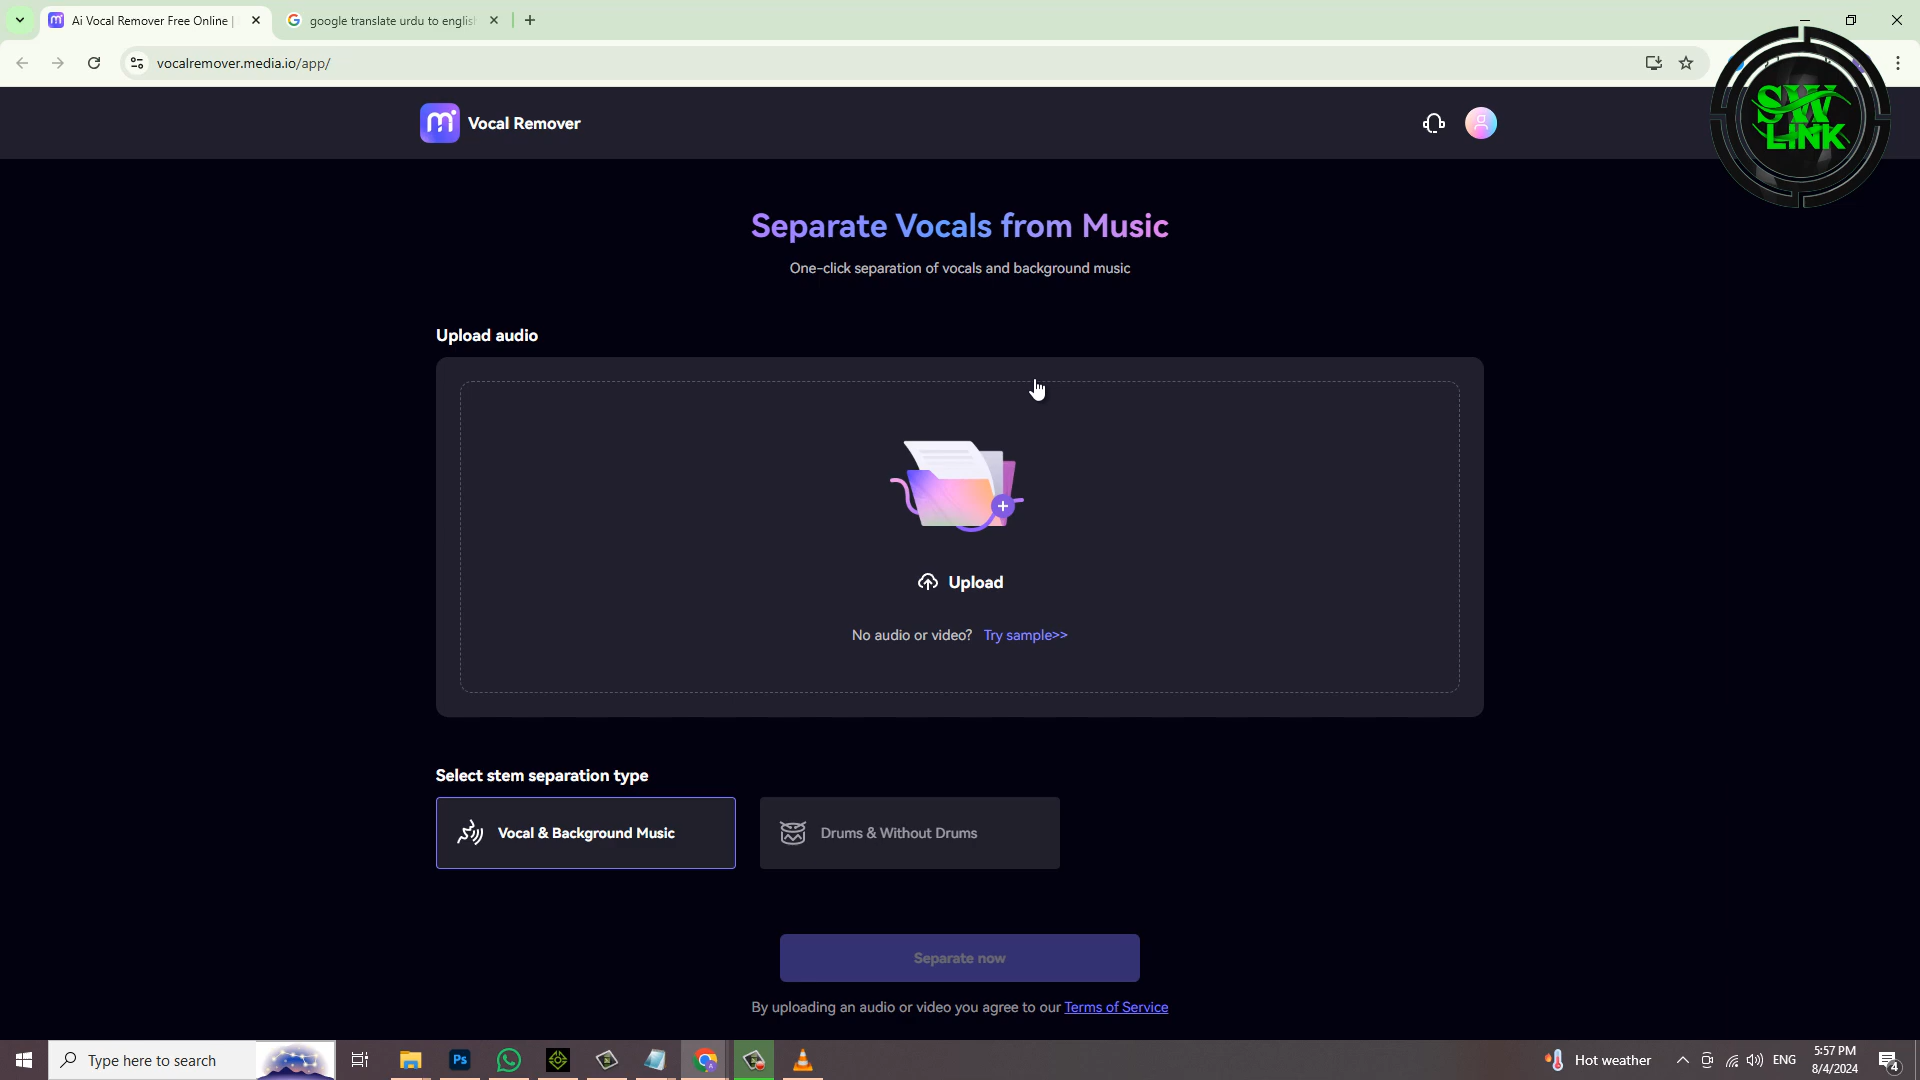 Ai Vocal Remover Free Online |
google translate urdu to englis
vocalremover.media.io/app/
SW
LINK
Vocal Remover
Separate Vocals from Music
One-click separation of vocals and background music
Upload audio
Upload
No audio or video? Try sample>>
Select stem separation type
Vocal & Background Music
Drums & Without Drums
Separate now
By uploading an audio or video you agree to our Terms of Service
Type here to search
Ps
Hot weather
ENG
5:57 PM
8/4/2024
4